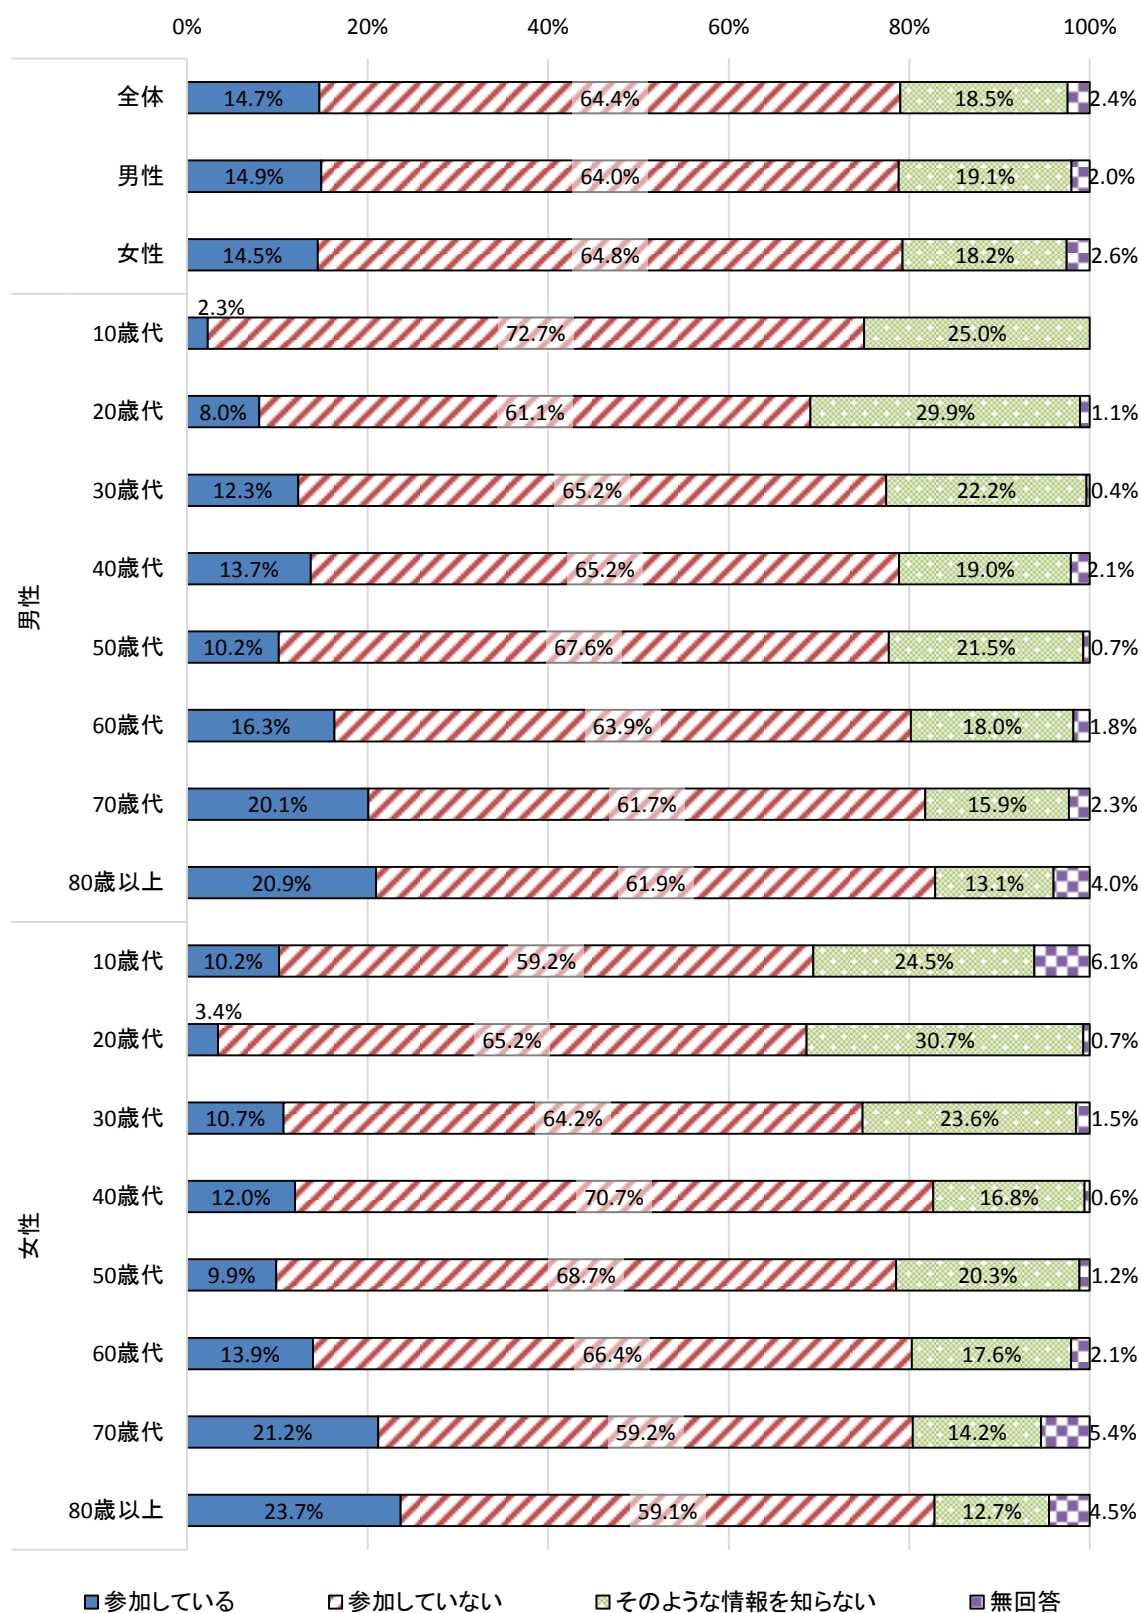 0% 20% 40% 60% 80% 100%
全体 14.7% 64.4% 18.5% 2.4%
男性 14.9% 64.0% 19.1% 2.0%
女性 14.5% 64.8% 18.2% 2.6%
男性
10歳代 2.3% 72.7% 25.0%
20歳代 8.0% 61.1% 29.9% 1.1%
30歳代 12.3% 65.2% 22.2% 0.4%
40歳代 13.7% 65.2% 19.0% 2.1%
50歳代 10.2% 67.6% 21.5% 0.7%
60歳代 16.3% 63.9% 18.0% 1.8%
70歳代 20.1% 61.7% 15.9% 2.3%
80歳以上 20.9% 61.9% 13.1% 4.0%
女性
10歳代 10.2% 59.2% 24.5% 6.1%
20歳代 3.4% 65.2% 30.7% 0.7%
30歳代 10.7% 64.2% 23.6% 1.5%
40歳代 12.0% 70.7% 16.8% 0.6%
50歳代 9.9% 68.7% 20.3% 1.2%
60歳代 13.9% 66.4% 17.6% 2.1%
70歳代 21.2% 59.2% 14.2% 5.4%
80歳以上 23.7% 59.1% 12.7% 4.5%
参加している 参加していない そのような情報を知らない 無回答